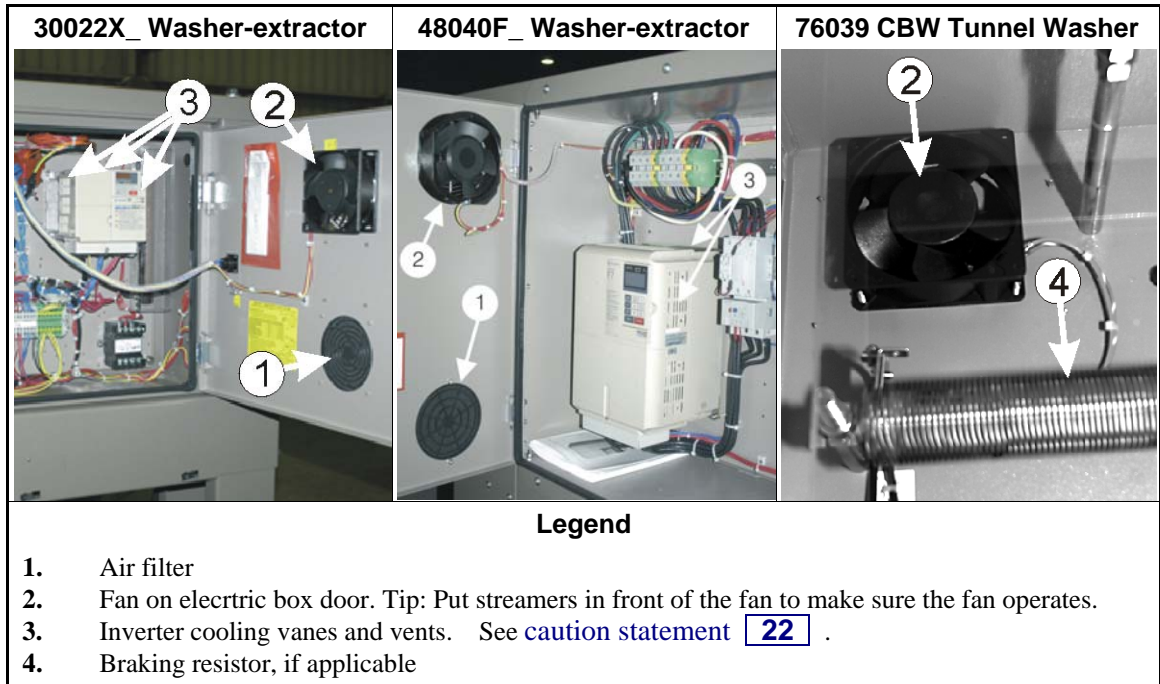 30022X_ Washer-extractor
48040F_ Washer-extractor
76039 CBW Tunnel Washer
3
2
1
2
1
3
2
4
Legend
1. Air filter
2. Fan on elecrtric box door. Tip: Put streamers in front of the fan to make sure the fan operates.
3. Inverter cooling vanes and vents. See caution statement 22 .
4. Braking resistor, if applicable